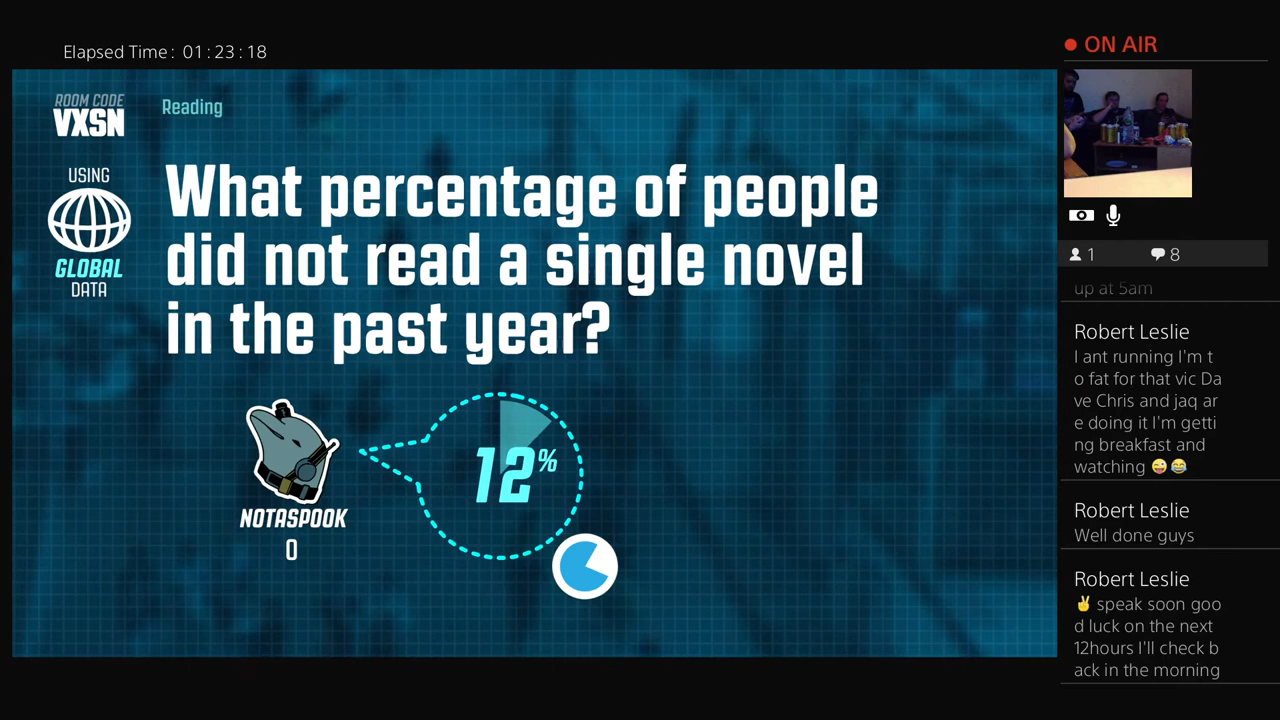 Elapsed Time: 01:23:18
ON AIR
ROOM CODE
VXSN
Reading
USING
GLOBAL
DATA
What percentage of people
did not read a single novel
in the past year?
12%
NOTASPOOK
0
1 8
up at 5am
Robert Leslie
I ant running I'm t
o fat for that vic Da
ve Chris and jaq ar
e doing it I'm getti
ng breakfast and
watching 😜😂
Robert Leslie
Well done guys
Robert Leslie
✌️ speak soon goo
d luck on the next
12hours I'll check b
ack in the morning